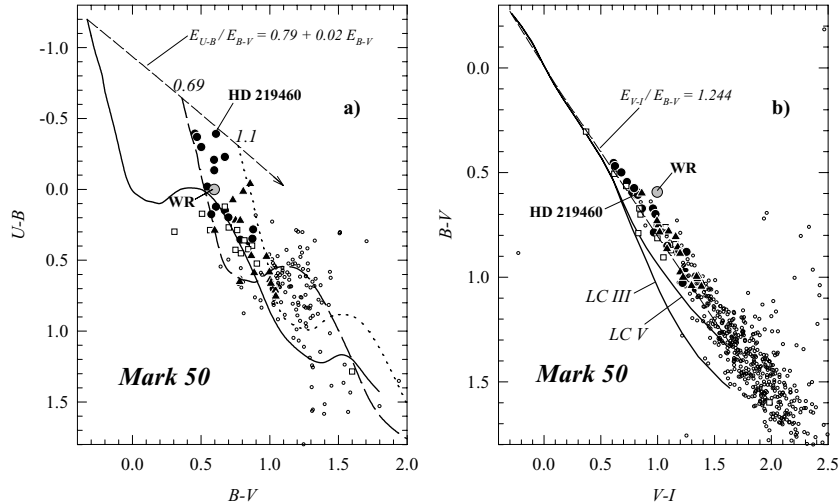 -1.0
-0.5
0.0
0.5
1.0
1.5
U-B
0.0
0.5
1.0
1.5
2.0
B-V
E_{U-B} / E_{B-V} = 0.79 + 0.02 E_{B-V}
0.69
HD 219460
1.1
a)
WR
Mark 50
0.0
0.5
1.0
1.5
B-V
0.0
0.5
1.0
1.5
2.0
2.5
V-I
E_{V-I} / E_{B-V} = 1.244
b)
WR
HD 219460
LC III
LC V
Mark 50